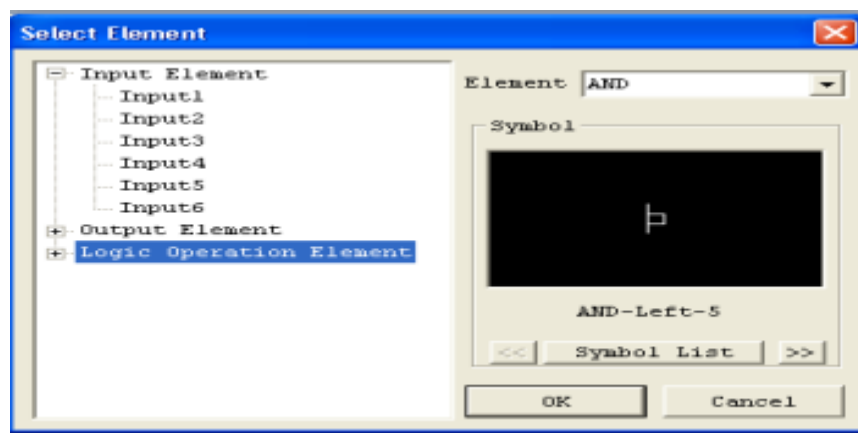 Select Element
Input Element
Input1
Input2
Input3
Input4
Input5
Input6
Output Element
Logic Operation Element
Element AND
Symbol
AND-Left-5
<< Symbol List >>
OK Cancel